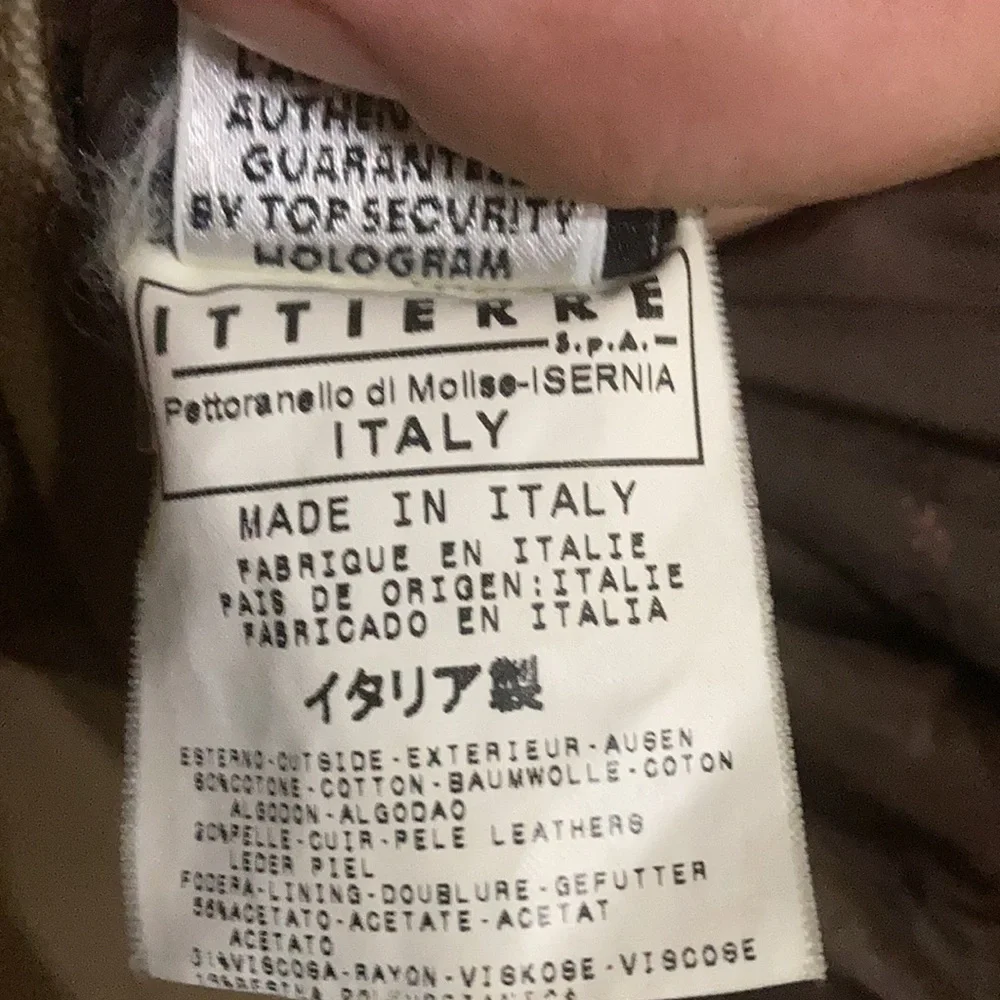 AUTHEN
GUARANTEE
BY TOP SECURITY
HOLOGRAM
ITTIERRE
S.p.A.
Pettoranello di Molise-ISERNIA
ITALY
MADE IN ITALY
FABRIQUE EN ITALIE
PAIS DE ORIGEN:ITALIE
FABRICADO EN ITALIA
イタリア製
ESTERNO-OUTSIDE-EXTERIEUR-AUSEN
COTONE-COTTON-BAUMWOLLE-COTON
ALGODON-ALGODAO
20%PELLE-CUIR-PELE LEATHERS
LEDER PIEL
FODERA-LINING-DOUBLURE-GEFUTTER
ACETATO-ACETATE-ACETAT
ACETATO
31%VISCOSA-RAYON-VISKOSE-VISCOSE